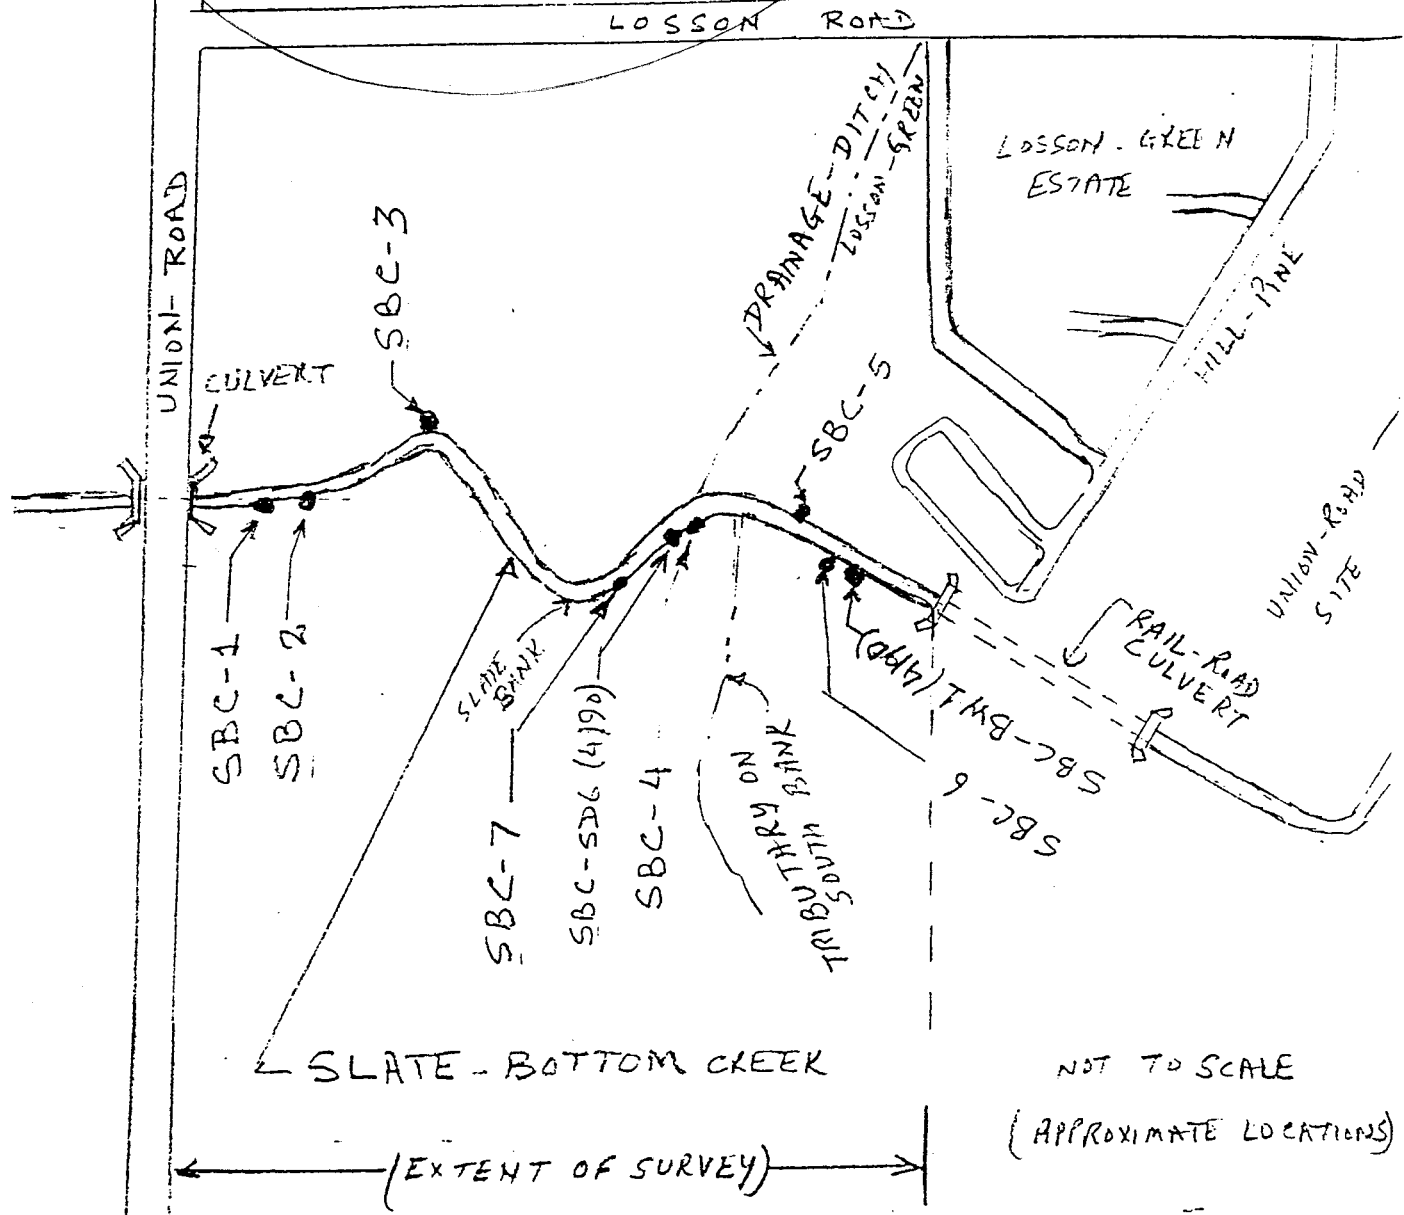 LOSSON ROAD
UNION-ROAD
CULVERT
SBC-3
DRAINAGE-DITCH
LOSSON-GREEN
LOSSON-GREEN
ESTATE
HILL-PINE
SBC-5
UNION-ROAD
SITE
RAIL-ROAD
CULVERT
SBC-1
SBC-2
SLATE
BANK
SBC-7
SBC-SD6 (4/90)
SBC-4
TRIBUTARY ON
SOUTH BANK
SBC-BW1 (4/90)
SBC-6
SLATE-BOTTOM CREEK
NOT TO SCALE
(APPROXIMATE LOCATIONS)
(EXTENT OF SURVEY)